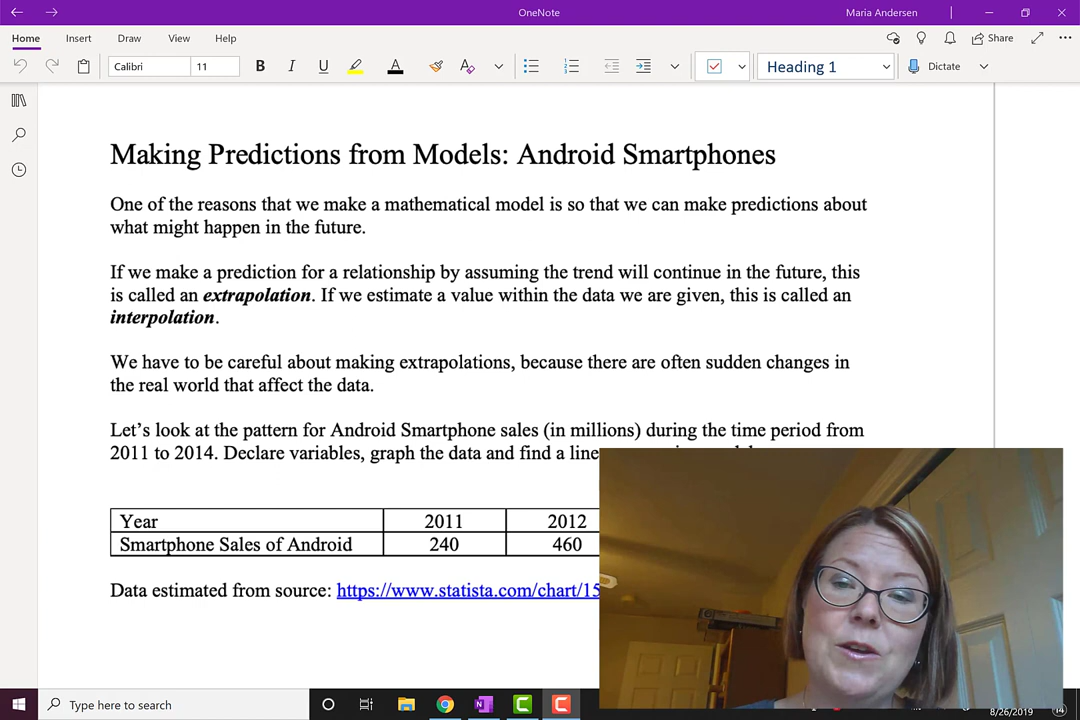 OneNote
Maria Andersen
Home Insert Draw View Help
Share
Calibri 11 B I U A A Heading 1 Dictate
Making Predictions from Models: Android Smartphones
One of the reasons that we make a mathematical model is so that we can make predictions about
what might happen in the future.
If we make a prediction for a relationship by assuming the trend will continue in the future, this
is called an extrapolation. If we estimate a value within the data we are given, this is called an
interpolation.
We have to be careful about making extrapolations, because there are often sudden changes in
the real world that affect the data.
Let’s look at the pattern for Android Smartphone sales (in millions) during the time period from
2011 to 2014. Declare variables, graph the data and find a line
Year 2011 2012
Smartphone Sales of Android 240 460
Data estimated from source: https://www.statista.com/chart/15
Type here to search
8/26/2019 14